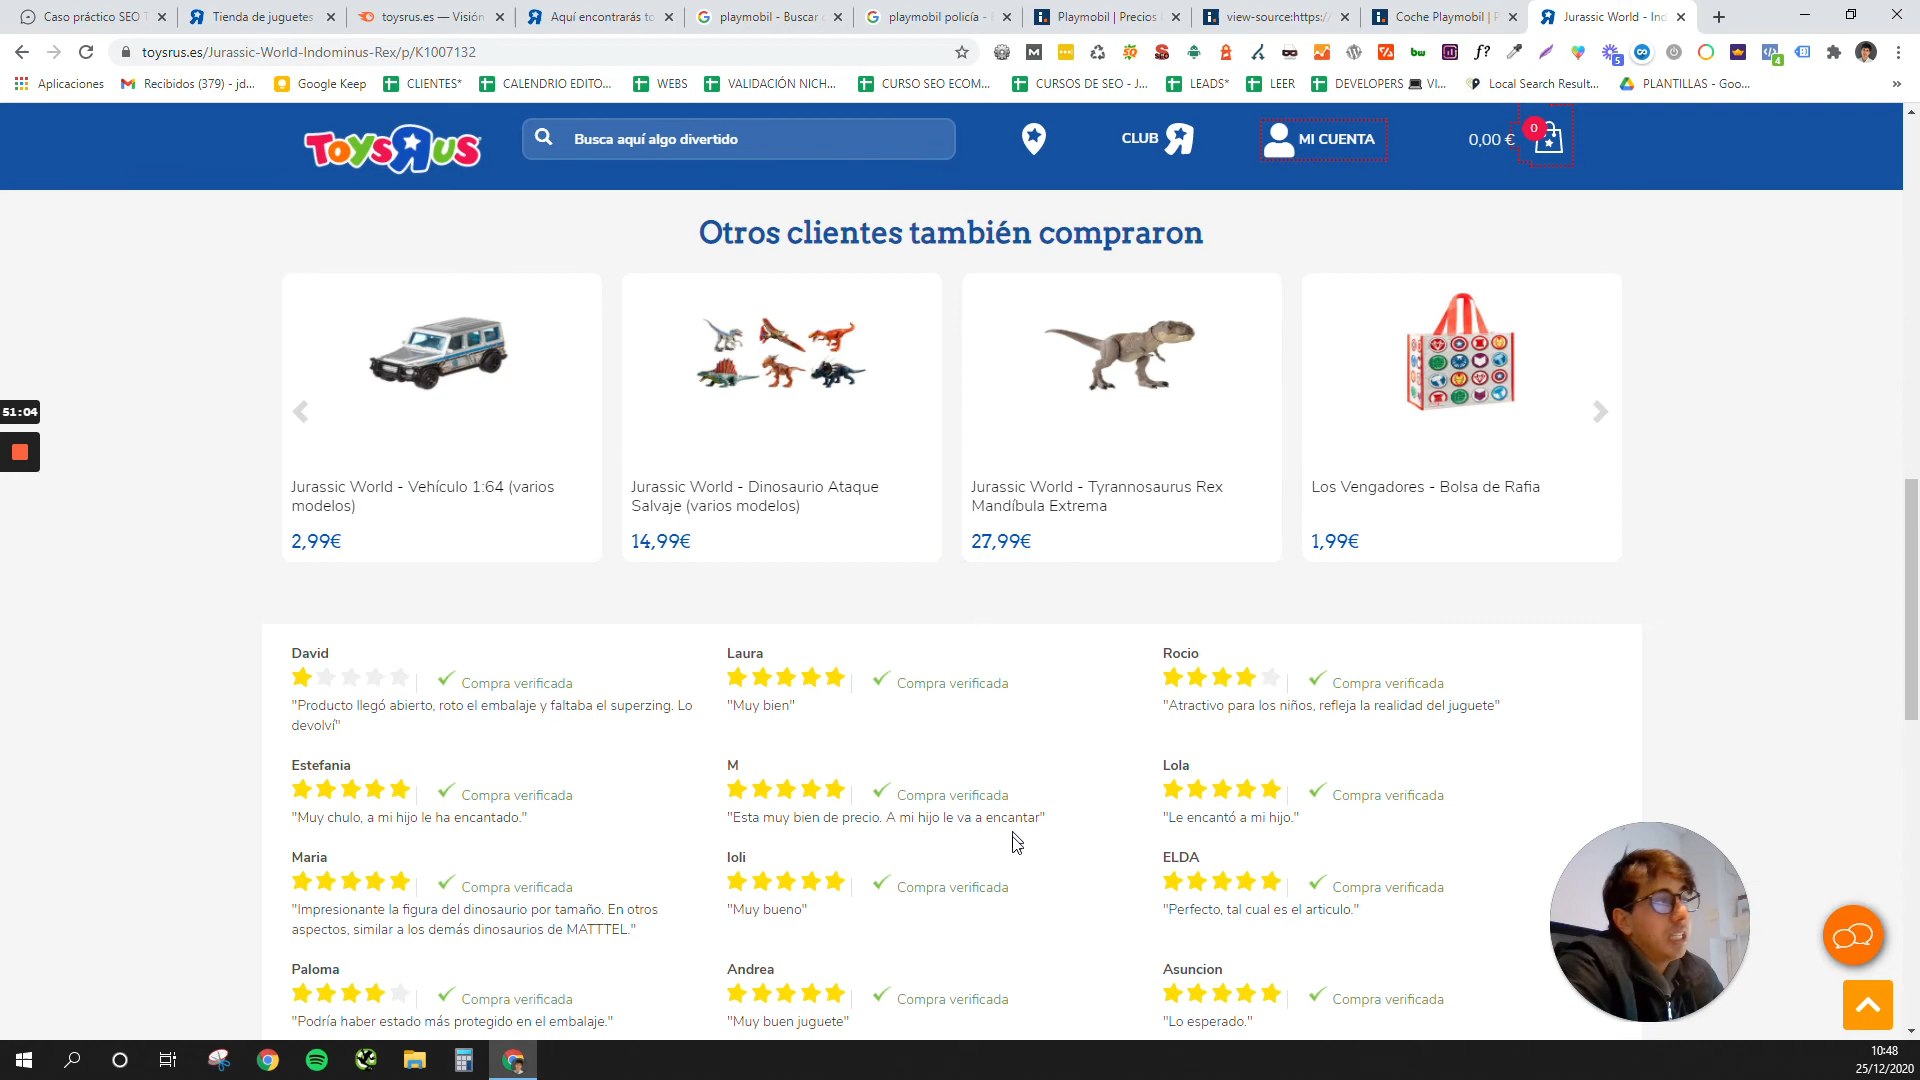 Caso práctico SEO T
Tienda de juguetes
toysrus.es — Visión
Aquí encontrarás to
playmobil - Buscar
playmobil policía -
Playmobil | Precios
view-source:https:/
Coche Playmobil | P
Jurassic World - Ind
toysrus.es/Jurassic-World-Indominus-Rex/p/K1007132
Aplicaciones
Recibidos (379) - jd...
Google Keep
CLIENTES*
CALENDRIO EDITO...
WEBS
VALIDACIÓN NICH...
CURSO SEO ECOM...
CURSOS DE SEO - J...
LEADS*
LEER
DEVELOPERS 💻 VI...
Local Search Result...
PLANTILLAS - Goo...
Toys R us
Busca aquí algo divertido
CLUB R
MI CUENTA
0,00 €
0
Otros clientes también compraron
Jurassic World - Vehículo 1:64 (varios
modelos)
2,99€
Jurassic World - Dinosaurio Ataque
Salvaje (varios modelos)
14,99€
Jurassic World - Tyrannosaurus Rex
Mandíbula Extrema
27,99€
Los Vengadores - Bolsa de Rafia
1,99€
51:04
David
Compra verificada
"Producto llegó abierto, roto el embalaje y faltaba el superzing. Lo
devolví"
Laura
Compra verificada
"Muy bien"
Rocio
Compra verificada
"Atractivo para los niños, refleja la realidad del juguete"
Estefania
Compra verificada
"Muy chulo, a mi hijo le ha encantado."
M
Compra verificada
"Esta muy bien de precio. A mi hijo le va a encantar"
Lola
Compra verificada
"Le encantó a mi hijo."
Maria
Compra verificada
"Impresionante la figura del dinosaurio por tamaño. En otros
aspectos, similar a los demás dinosaurios de MATTTEL."
Ioli
Compra verificada
"Muy bueno"
ELDA
Compra verificada
"Perfecto, tal cual es el articulo."
Paloma
Compra verificada
"Podría haber estado más protegido en el embalaje."
Andrea
Compra verificada
"Muy buen juguete"
Asuncion
Compra verificada
"Lo esperado."
10:48
25/12/2020